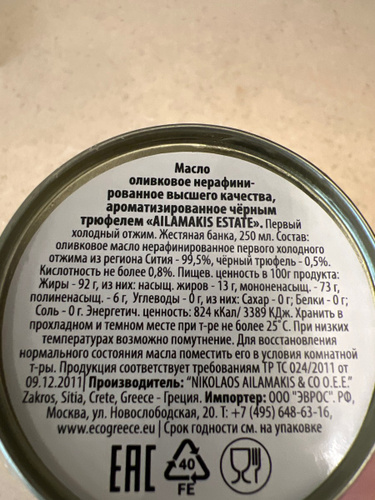 Масло
оливковое нерафини-
рованное высшего качества,
ароматизированное чёрным
трюфелем «AILAMAKIS ESTATE». Первый
холодный отжим. Жестяная банка, 250 мл. Состав:
оливковое масло нерафинированное первого холодного
отжима из региона Сития - 99,5%, чёрный трюфель - 0,5%.
Кислотность не более 0,8%. Пищев. ценность в 100г продукта:
Жиры - 92 г, из них: насыщ. жиров - 13 г, мононенасыщ. - 73 г,
полиненасыщ. - 6 г, Углеводы - 0 г, из них: Сахар - 0 г; Белки - 0 г;
Соль - 0 г. Энергетич. ценность: 824 кКал/ 3389 КДж. Хранить в
прохладном и темном месте при т-ре не более 25˚С. При низких
температурах возможно помутнение. Для восстановления
нормального состояния масла поместить его в условия комнатной
т-ры. Продукция соответствует требованиям ТР ТС 024/2011 от
09.12.2011| Производитель: "NIKOLAOS AILAMAKIS & CO O.E.E."
Zakros, Sitia, Crete, Greece - Греция. Импортер: ООО "ЭВРОС". РФ,
Москва, ул. Новослободская, 20. Т: +7 (495) 648-63-16,
www.ecogreece.eu | Срок годности см. на упаковке
EAC 40
FE